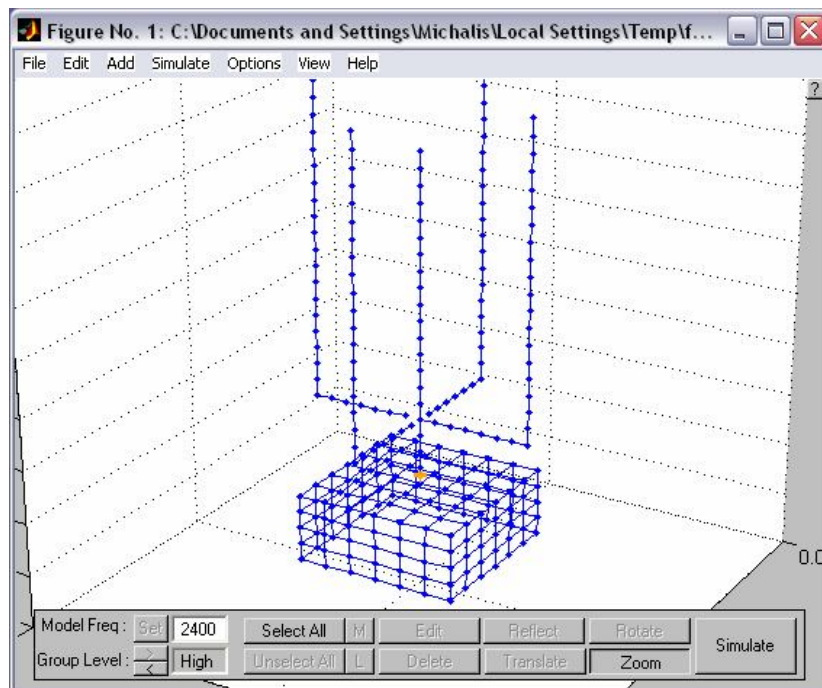 Figure No. 1: C:\Documents and Settings\Michalis\Local Settings\Temp\f...
File Edit Add Simulate Options View Help
?
0.0
Model Freq : Set 2400 Select All M Edit Reflect Rotate Simulate
Group Level : > < High Unselect All L Delete Translate Zoom